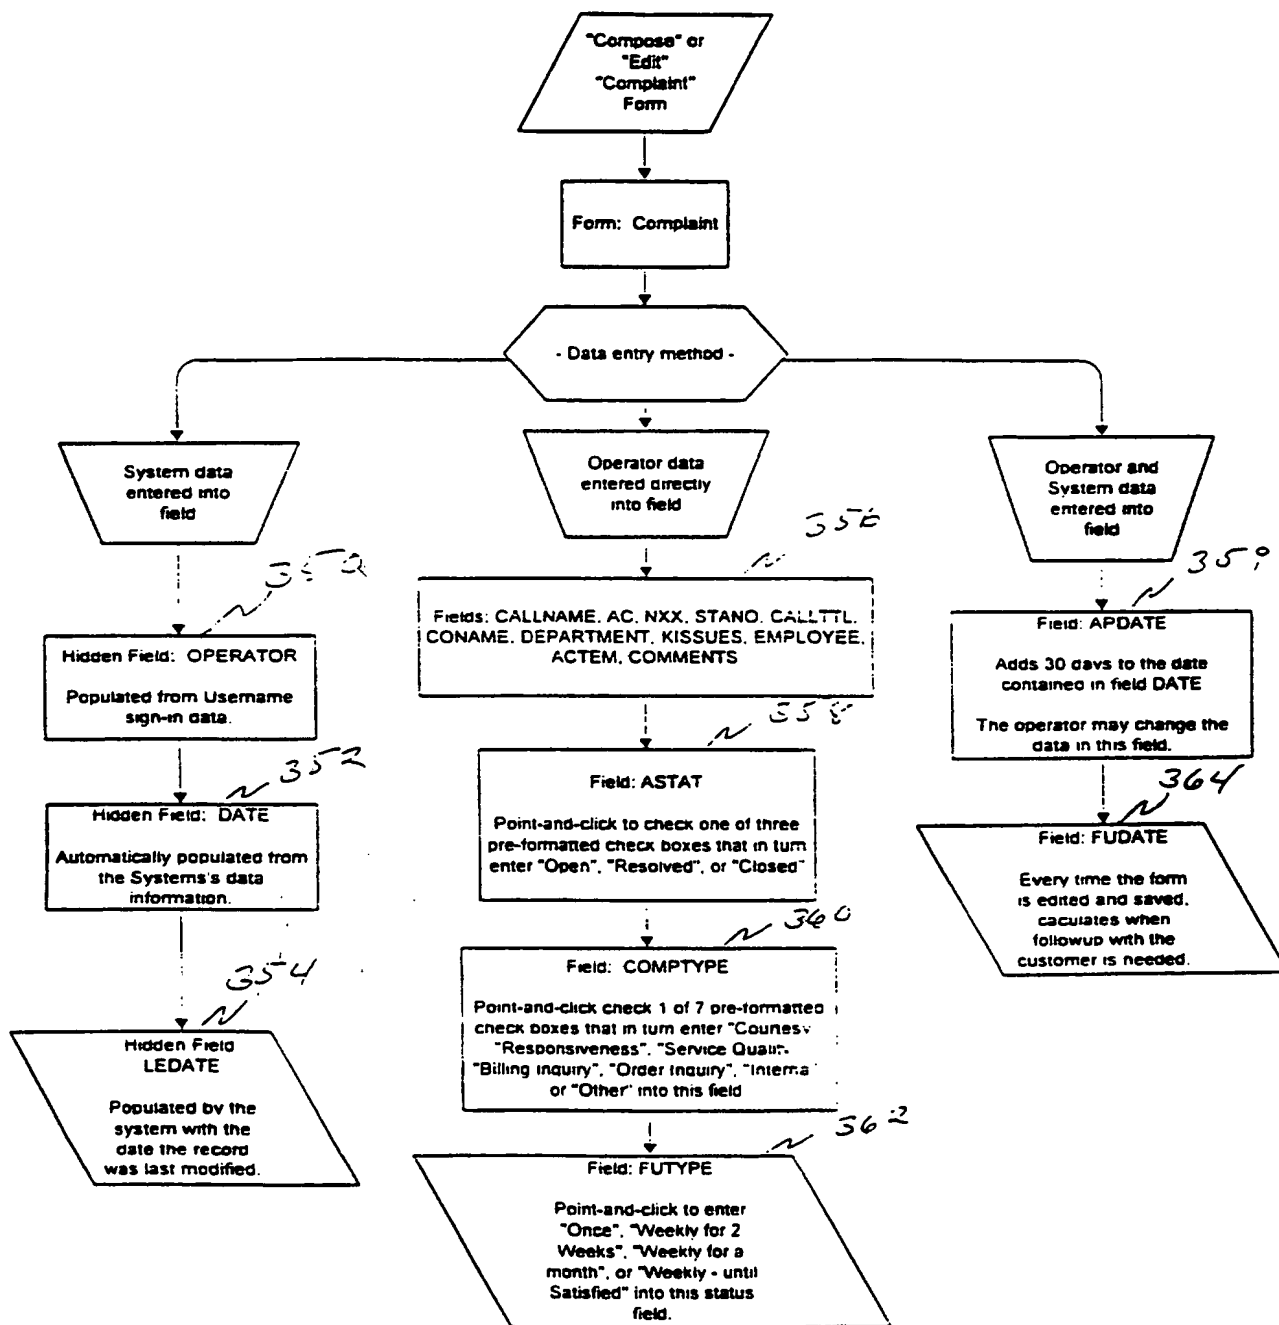 "Compose" or
"Edit"
"Complaint"
Form
Form: Complaint
- Data entry method -
System data
entered into
field
Operator data
entered directly
into field
Operator and
System data
entered into
field
350
Hidden Field: OPERATOR
Populated from Username
sign-in data.
352
Hidden Field: DATE
Automatically populated from
the Systems's data
information.
354
Hidden Field
LEDATE
Populated by the
system with the
date the record
was last modified.
356
Fields: CALLNAME, AC, NXX, STANO, CALLTTL,
CONAME, DEPARTMENT, KISSUES, EMPLOYEE,
ACTEM, COMMENTS
358
Field: ASTAT
Point-and-click to check one of three
pre-formatted check boxes that in turn
enter "Open", "Resolved", or "Closed"
360
Field: COMPTYPE
Point-and-click check 1 of 7 pre-formatted
check boxes that in turn enter "Courtesy
"Responsiveness", "Service
"Billing Inquiry", "Order Inquiry",
or "Other" into this field
362
Field: FUTYPE
Point-and-click to enter
"Once", "Weekly for 2
Weeks", "Weekly for a
month", or "Weekly - until
Satisfied" into this status
field.
Field: APDATE
Adds 30 days to the date
contained in field DATE
The operator may change the
data in this field.
364
Field: FUDATE
Every time the form
is edited and saved,
caculates when
followup with the
customer is needed.